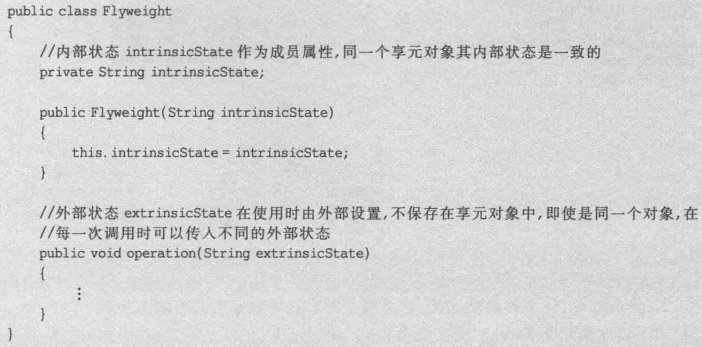 public class Flyweight
{
    //内部状态 intrinsicState 作为成员属性,同一个享元对象其内部状态是一致的
    private String intrinsicState;

    public Flyweight(String intrinsicState)
    {
        this. intrinsicState = intrinsicState;
    }

    //外部状态 extrinsicState 在使用时由外部设置,不保存在享元对象中,即使是同一个对象,在
    //每一次调用时可以传入不同的外部状态
    public void operation(String extrinsicState)
    {
        ⋮
    }
}